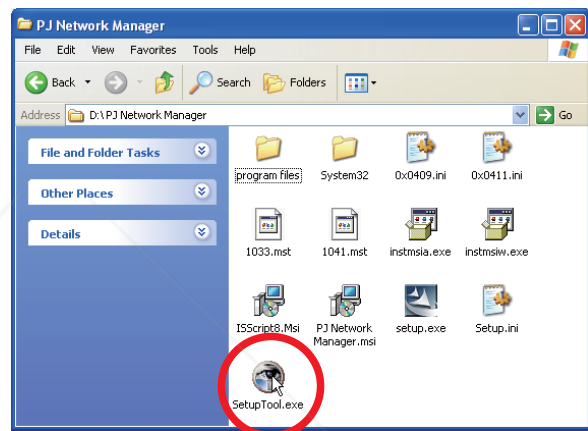 PJ Network Manager
File Edit View Favorites Tools Help
Back Search Folders
Address D:\PJ Network Manager Go
File and Folder Tasks
Other Places
Details
program files System32 0x0409.ini 0x0411.ini
1033.mst 1041.mst instmsia.exe instmsiw.exe
ISScript8.Msi PJ Network Manager.msi setup.exe Setup.ini
SetupTool.exe